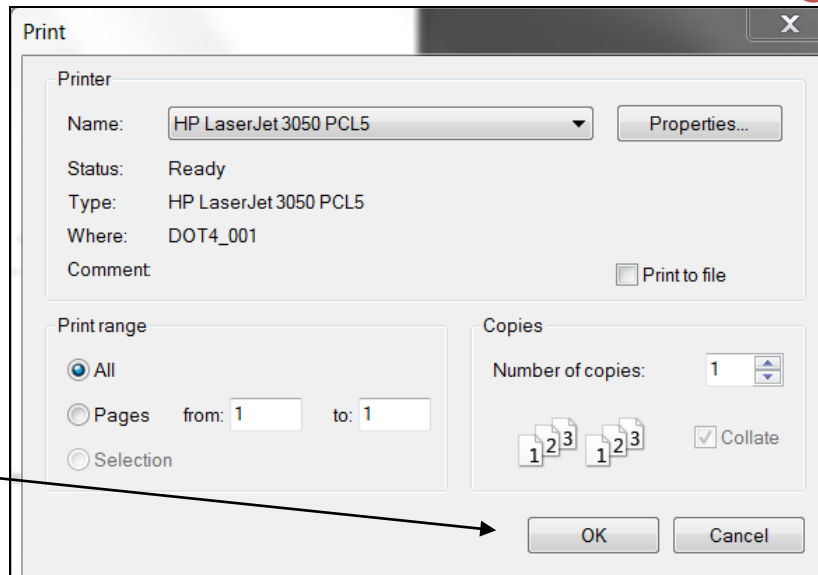 Print
X
Printer
Name: HP LaserJet 3050 PCL5 Properties...
Status: Ready
Type: HP LaserJet 3050 PCL5
Where: DOT4_001
Comment:
Print to file
Print range
All
Pages from: 1 to: 1
Selection
Copies
Number of copies: 1
1 2 3 1 2 3 Collate
OK Cancel